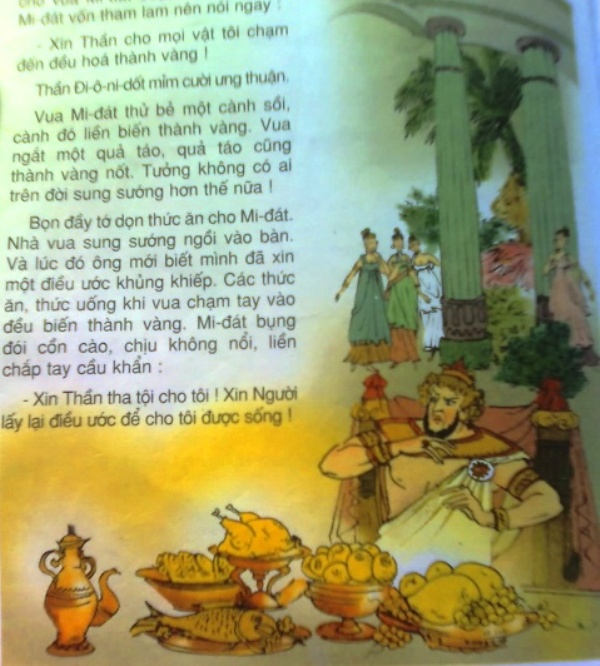 Mi-đát vốn tham lam nên nói ngay :
- Xin Thần cho mọi vật tôi chạm
đến đều hoá thành vàng !
Thần Đi-ô-ni-dốt mỉm cười ưng thuận.
Vua Mi-đát thử bẻ một cành sồi,
cành đó liền biến thành vàng. Vua
ngắt một quả táo, quả táo cũng
thành vàng nốt. Tưởng không có ai
trên đời sung sướng hơn thế nữa !
Bọn đầy tớ dọn thức ăn cho Mi-đát.
Nhà vua sung sướng ngồi vào bàn.
Và lúc đó ông mới biết mình đã xin
một điều ước khủng khiếp. Các thức
ăn, thức uống khi vua chạm tay vào
đều biến thành vàng. Mi-đát bụng
đói cồn cào, chịu không nổi, liền
chắp tay cầu khẩn :
- Xin Thần tha tội cho tôi ! Xin Người
lấy lại điều ước để cho tôi được sống !